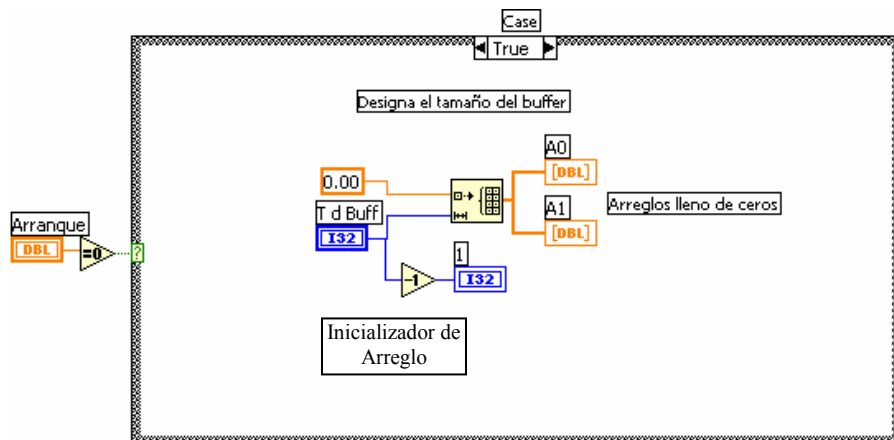 Case
True
Designa el tamaño del buffer
A0
0.00
[DBL]
T d Buff
A1
Arreglos lleno de ceros
Arranque
I32
[DBL]
DBL
=0
?
1
-1
I32
Inicializador de
Arreglo